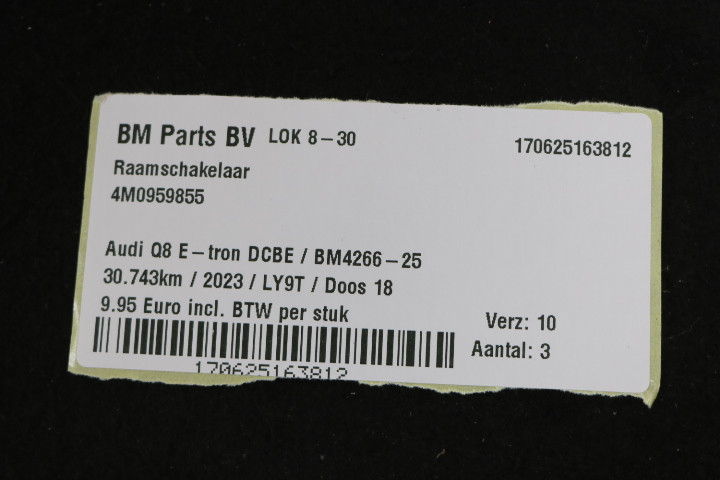 BM Parts BV LOK 8-30 170625163812
Raamschakelaar
4M0959855
Audi Q8 E-tron DCBE / BM4266-25
30.743km / 2023 / LY9T / Doos 18
9.95 Euro incl. BTW per stuk
Verz: 10
Aantal: 3
170625163812